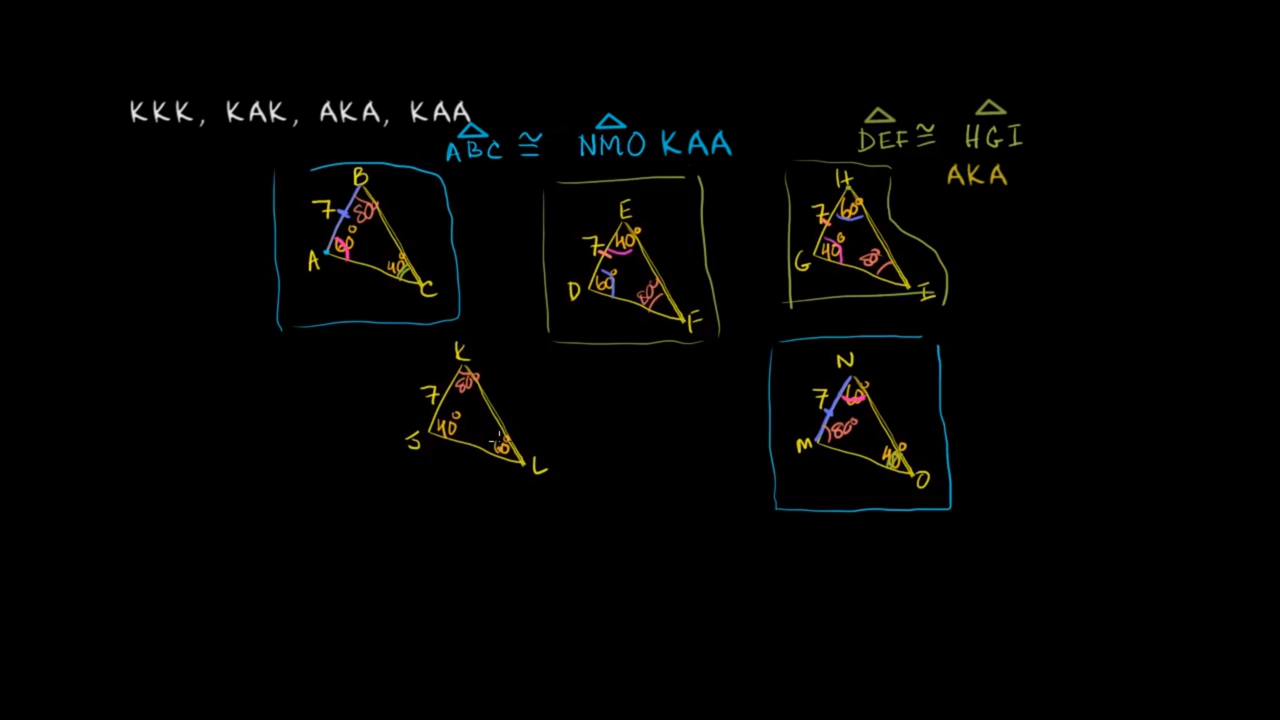 KKK, KAK, AKA, KAA
△ABC ≅ △NMO KAA
△DEF ≅ △HGI
AKA
B
7
80°
60°
A
40°
C
E
7
40°
D
60°
80°
F
H
7
60°
G
40°
80°
I
K
7
80°
J
40°
60°
L
N
7
60°
M
80°
40°
O